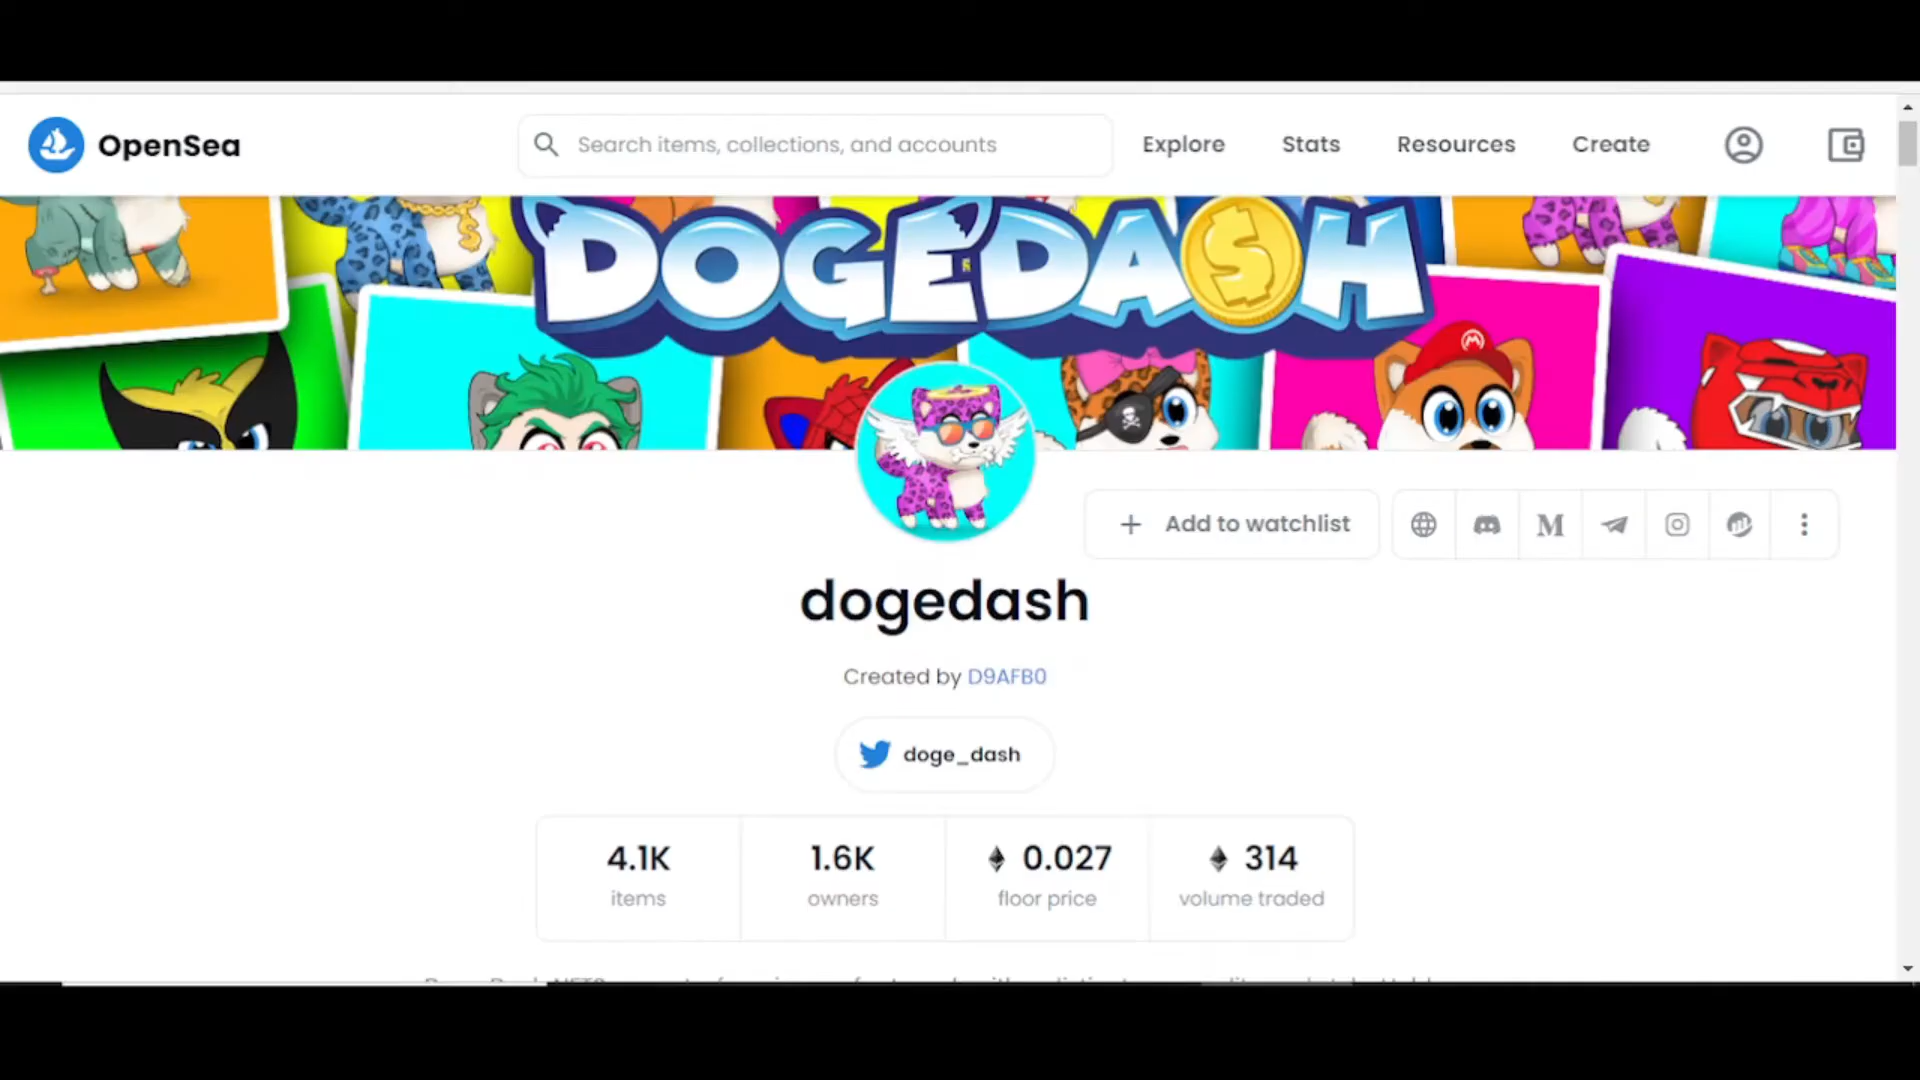 OpenSea
Search items, collections, and accounts
Explore
Stats
Resources
Create
DOGEDASH
+ Add to watchlist
dogedash
Created by D9AFB0
doge_dash
4.1K
items
1.6K
owners
0.027
floor price
314
volume traded